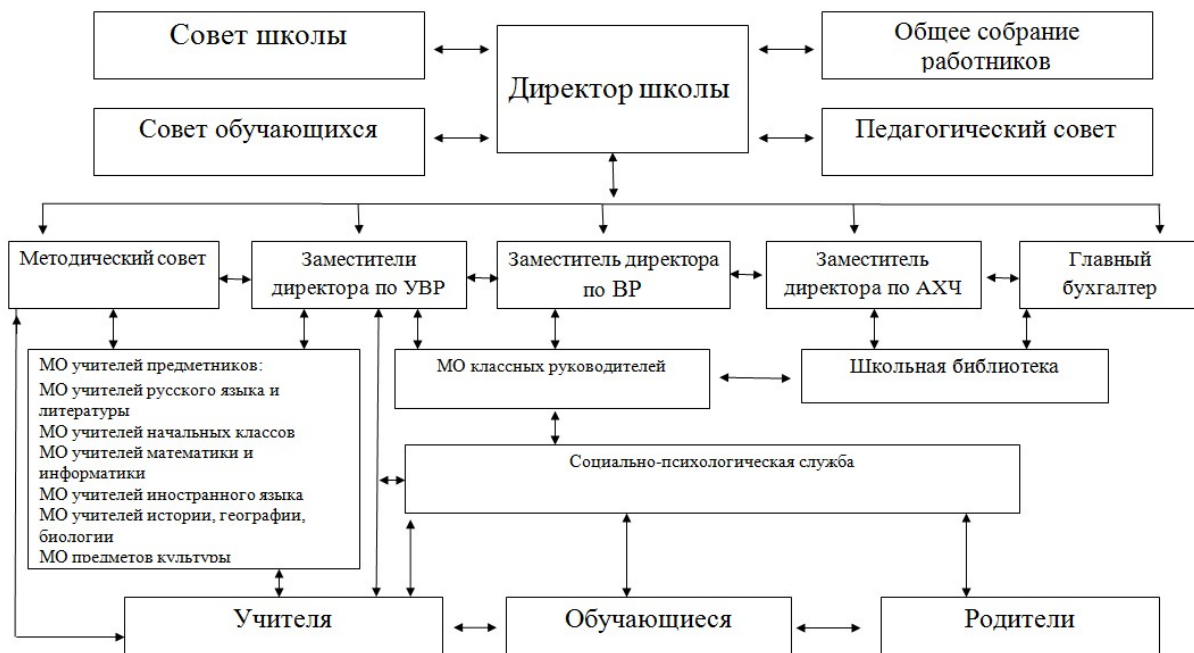 Совет школы
Директор школы
Общее собрание
работников
Совет обучающихся
Педагогический совет
Методический совет
Заместители
директора по УВР
Заместитель директора
по ВР
Заместитель
директора по АХЧ
Главный
бухгалтер
МО учителей предметников:
МО учителей русского языка и
литературы
МО учителей начальных классов
МО учителей математики и
информатики
МО учителей иностранного языка
МО учителей истории, географии,
биологии
МО предметов культуры
МО классных руководителей
Школьная библиотека
Социально-психологическая служба
Учителя
Обучающиеся
Родители